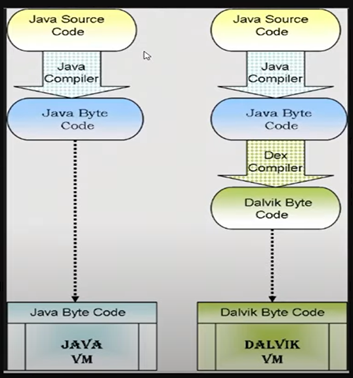 Java Source
Code
Java
Compiler
Java Byte
Code
Java Byte Code
JAVA
VM
Java Source
Code
Java
Compiler
Java Byte
Code
Dex
Compiler
Dalvik Byte
Code
Dalvik Byte Code
DALVIK
VM